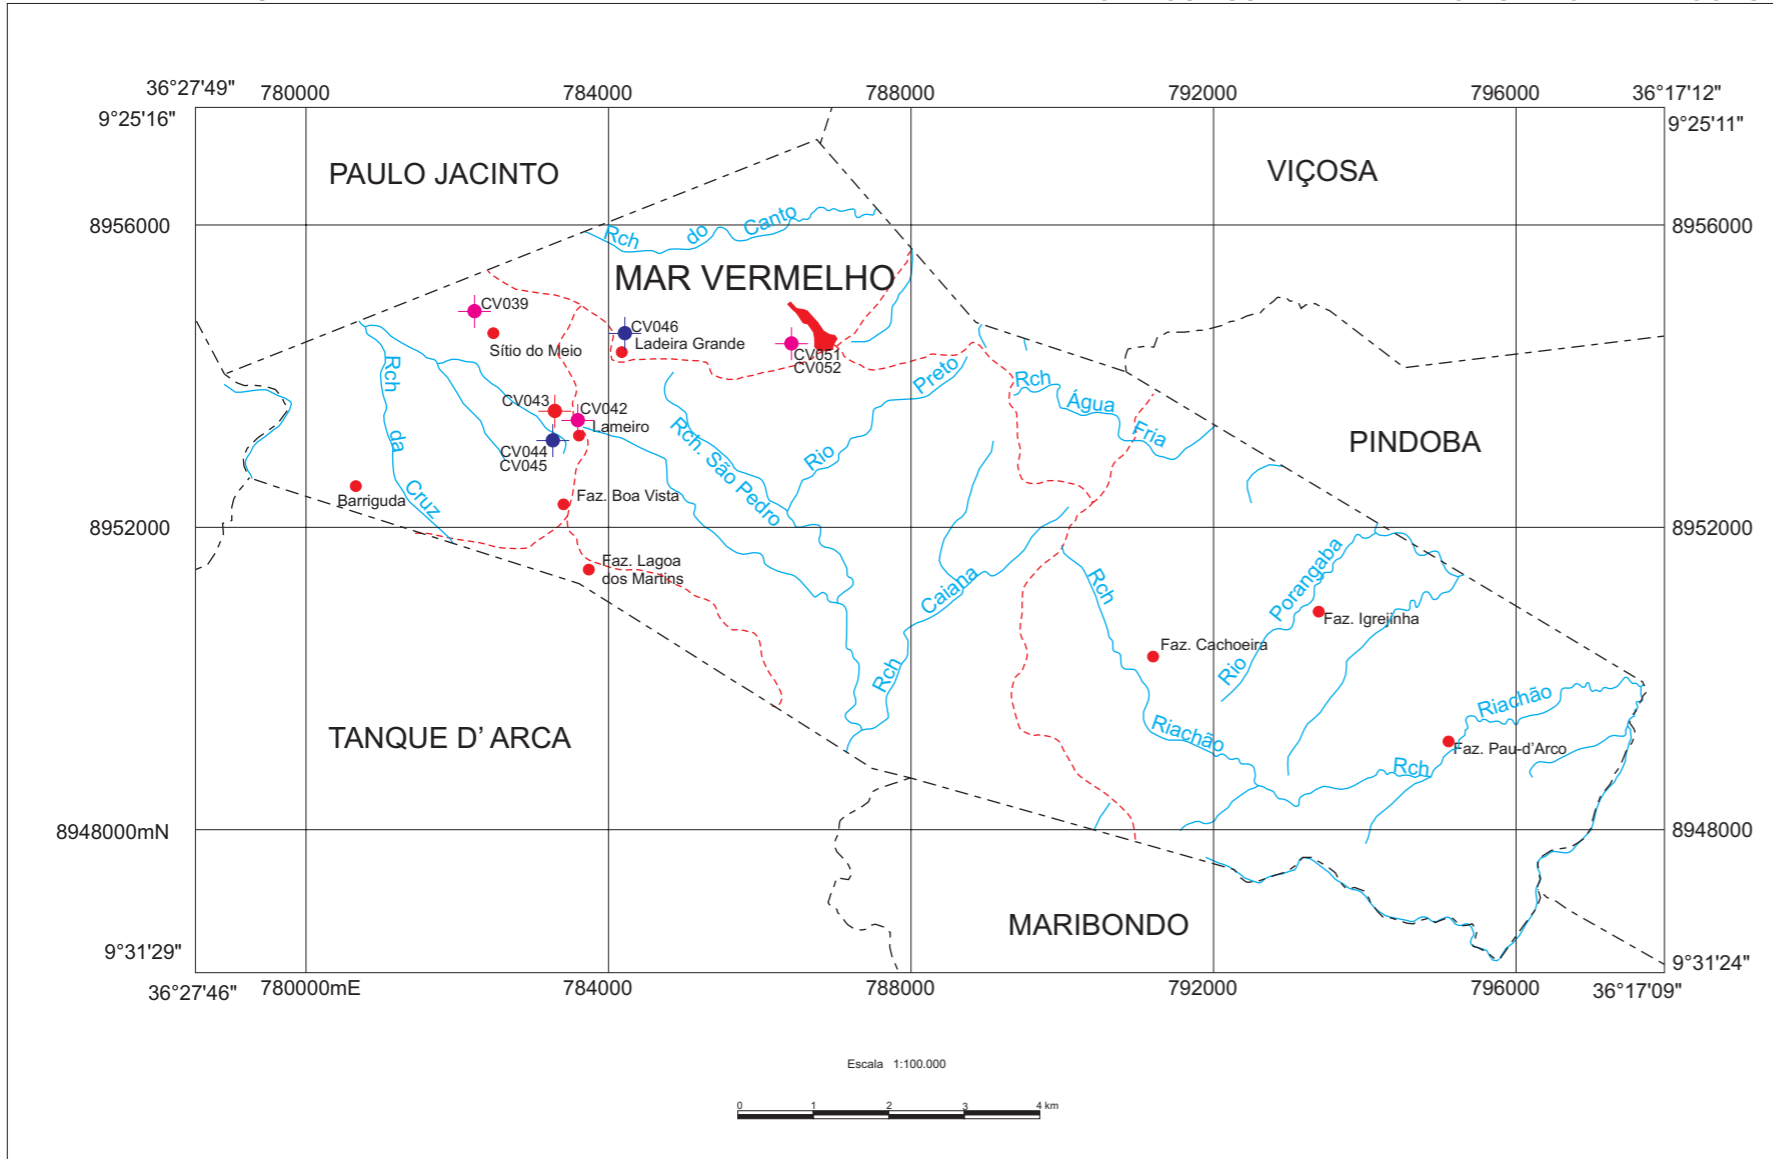 36°27'49"
780000
784000
788000
792000
796000
36°17'12"
9°25'16"
9°25'11"
PAULO JACINTO
VIÇOSA
8956000
Rch do Canto
8956000
MAR VERMELHO
CV039
CV046
Sítio do Meio
Ladeira Grande
CV051
CV052
Rch da Cruz
Rio Preto
Rch Água Fria
CV043
CV042
Lameiro
CV044
CV045
Rch. São Pedro
PINDOBA
Barriguda
Faz. Boa Vista
8952000
8952000
Faz. Lagoa
dos Martins
Rch Caiana
Rch Riachão
Rio Porangaba
Faz. Igrejinha
Faz. Cachoeira
TANQUE D' ARCA
Rch Riachão
Faz. Pau-d'Arco
8948000mN
8948000
MARIBONDO
9°31'29"
9°31'24"
36°27'46"
780000mE
784000
788000
792000
796000
36°17'09"
Escala 1:100.000
0 1 2 3 4 km